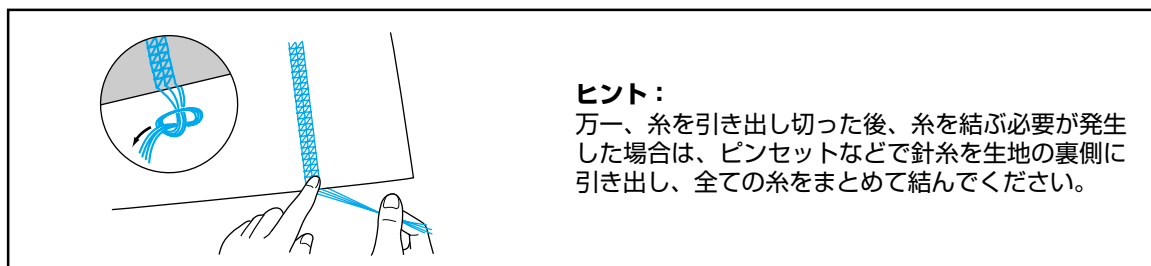 ヒント：
万一、糸を引き出し切った後、糸を結ぶ必要が発生
した場合は、ピンセットなどで針糸を生地の裏側に
引き出し、全ての糸をまとめて結んでください。